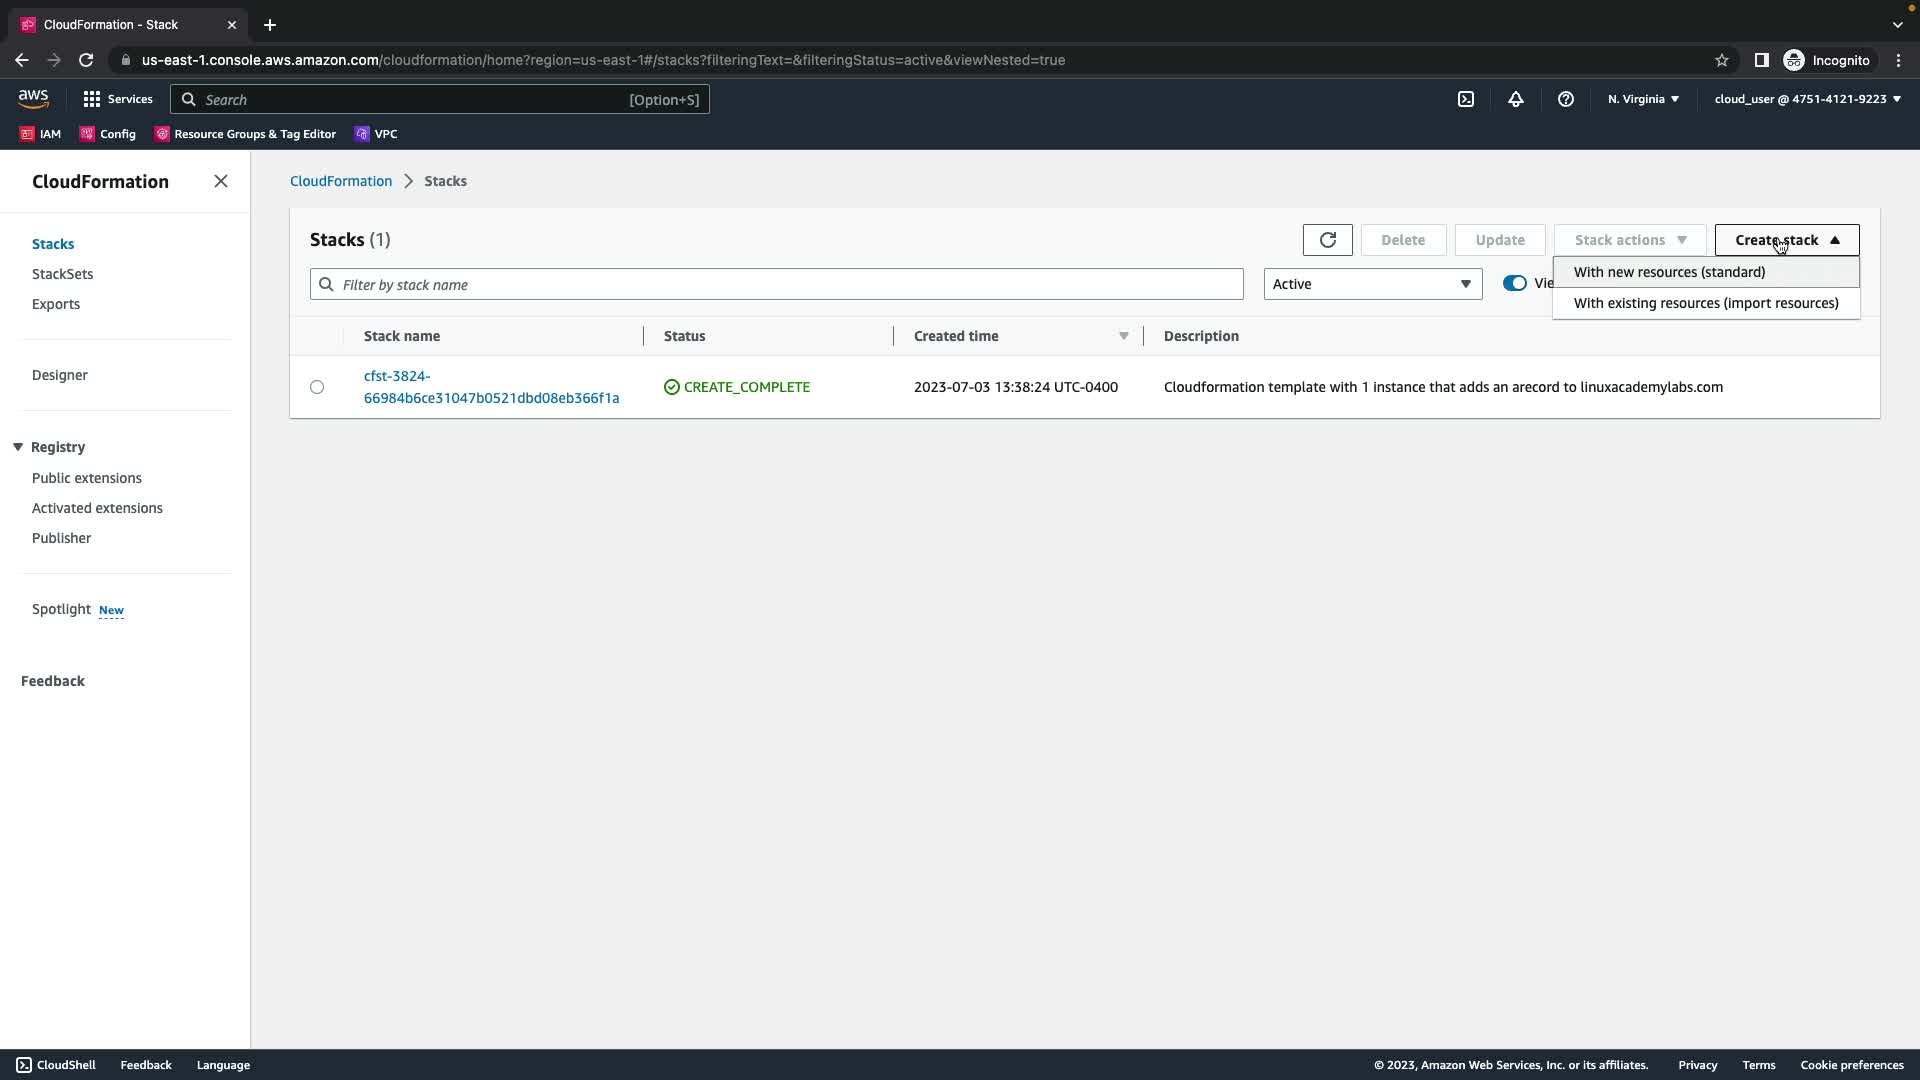 CloudFormation - Stack
us-east-1.console.aws.amazon.com/cloudformation/home?region=us-east-1#/stacks?filteringText=&filteringStatus=active&viewNested=true
Incognito
aws
Services
Search
[Option+S]
N. Virginia
cloud_user @ 4751-4121-9223
IAM
Config
Resource Groups & Tag Editor
VPC
CloudFormation
Stacks
StackSets
Exports
Designer
Registry
Public extensions
Activated extensions
Publisher
Spotlight New
Feedback
CloudFormation > Stacks
Stacks (1)
Delete
Update
Stack actions
Create stack
With new resources (standard)
With existing resources (import resources)
Filter by stack name
Active
Stack name
Status
Created time
Description
cfst-3824-
66984b6ce31047b0521dbd08eb366f1a
CREATE_COMPLETE
2023-07-03 13:38:24 UTC-0400
Cloudformation template with 1 instance that adds an arecord to linuxacademylabs.com
CloudShell
Feedback
Language
© 2023, Amazon Web Services, Inc. or its affiliates.
Privacy
Terms
Cookie preferences